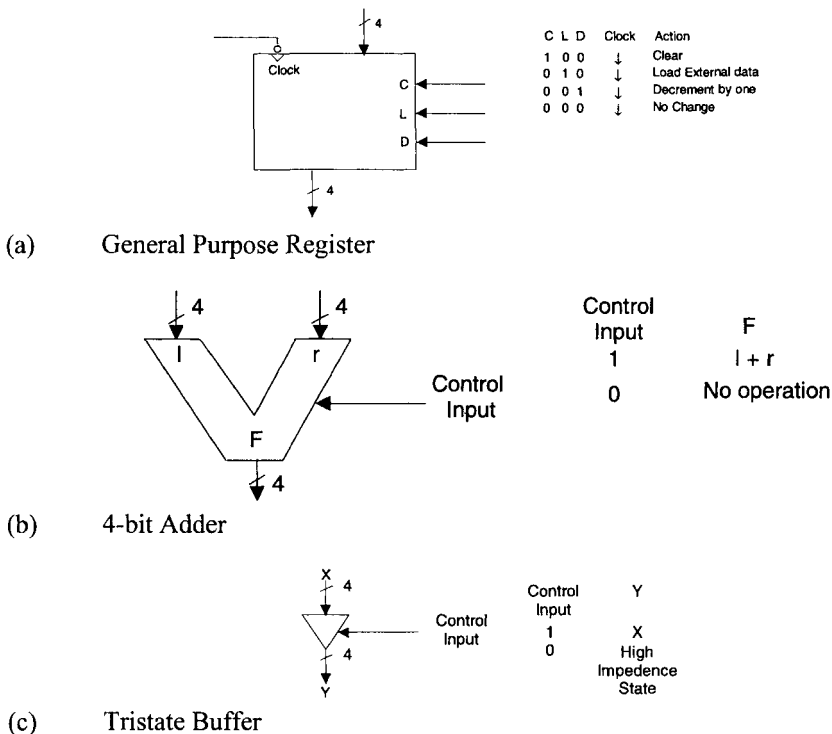 4
Clock
C
L
D
4
C L D Clock Action
1 0 0 ↓ Clear
0 1 0 ↓ Load External data
0 0 1 ↓ Decrement by one
0 0 0 ↓ No Change
(a) General Purpose Register
4
4
l
r
F
4
Control
Input
Control
Input
F
1 l + r
0 No operation
(b) 4-bit Adder
X
4
4
Y
Control
Input
Control
Input
Y
1 X
0 High
Impedence
State
(c) Tristate Buffer